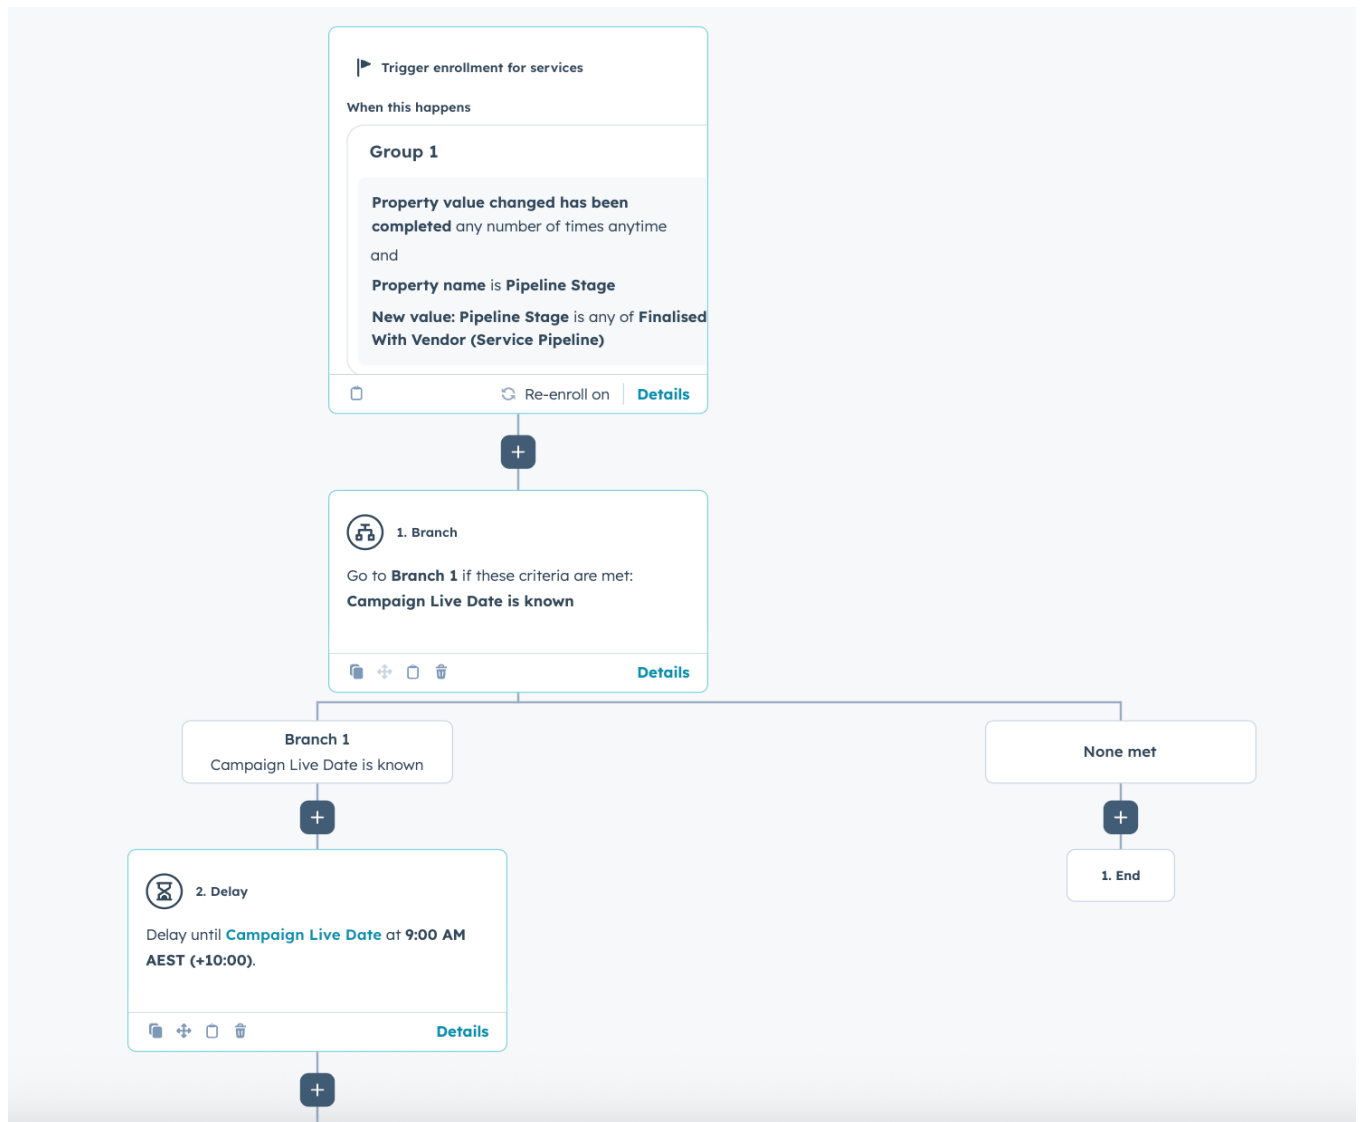 Trigger enrollment for services
When this happens
Group 1
Property value changed has been
completed any number of times anytime
and
Property name is Pipeline Stage
New value: Pipeline Stage is any of Finalised
With Vendor (Service Pipeline)
Re-enroll on
Details
1. Branch
Go to Branch 1 if these criteria are met:
Campaign Live Date is known
Details
Branch 1
Campaign Live Date is known
None met
2. Delay
Delay until Campaign Live Date at 9:00 AM
AEST (+10:00).
Details
1. End